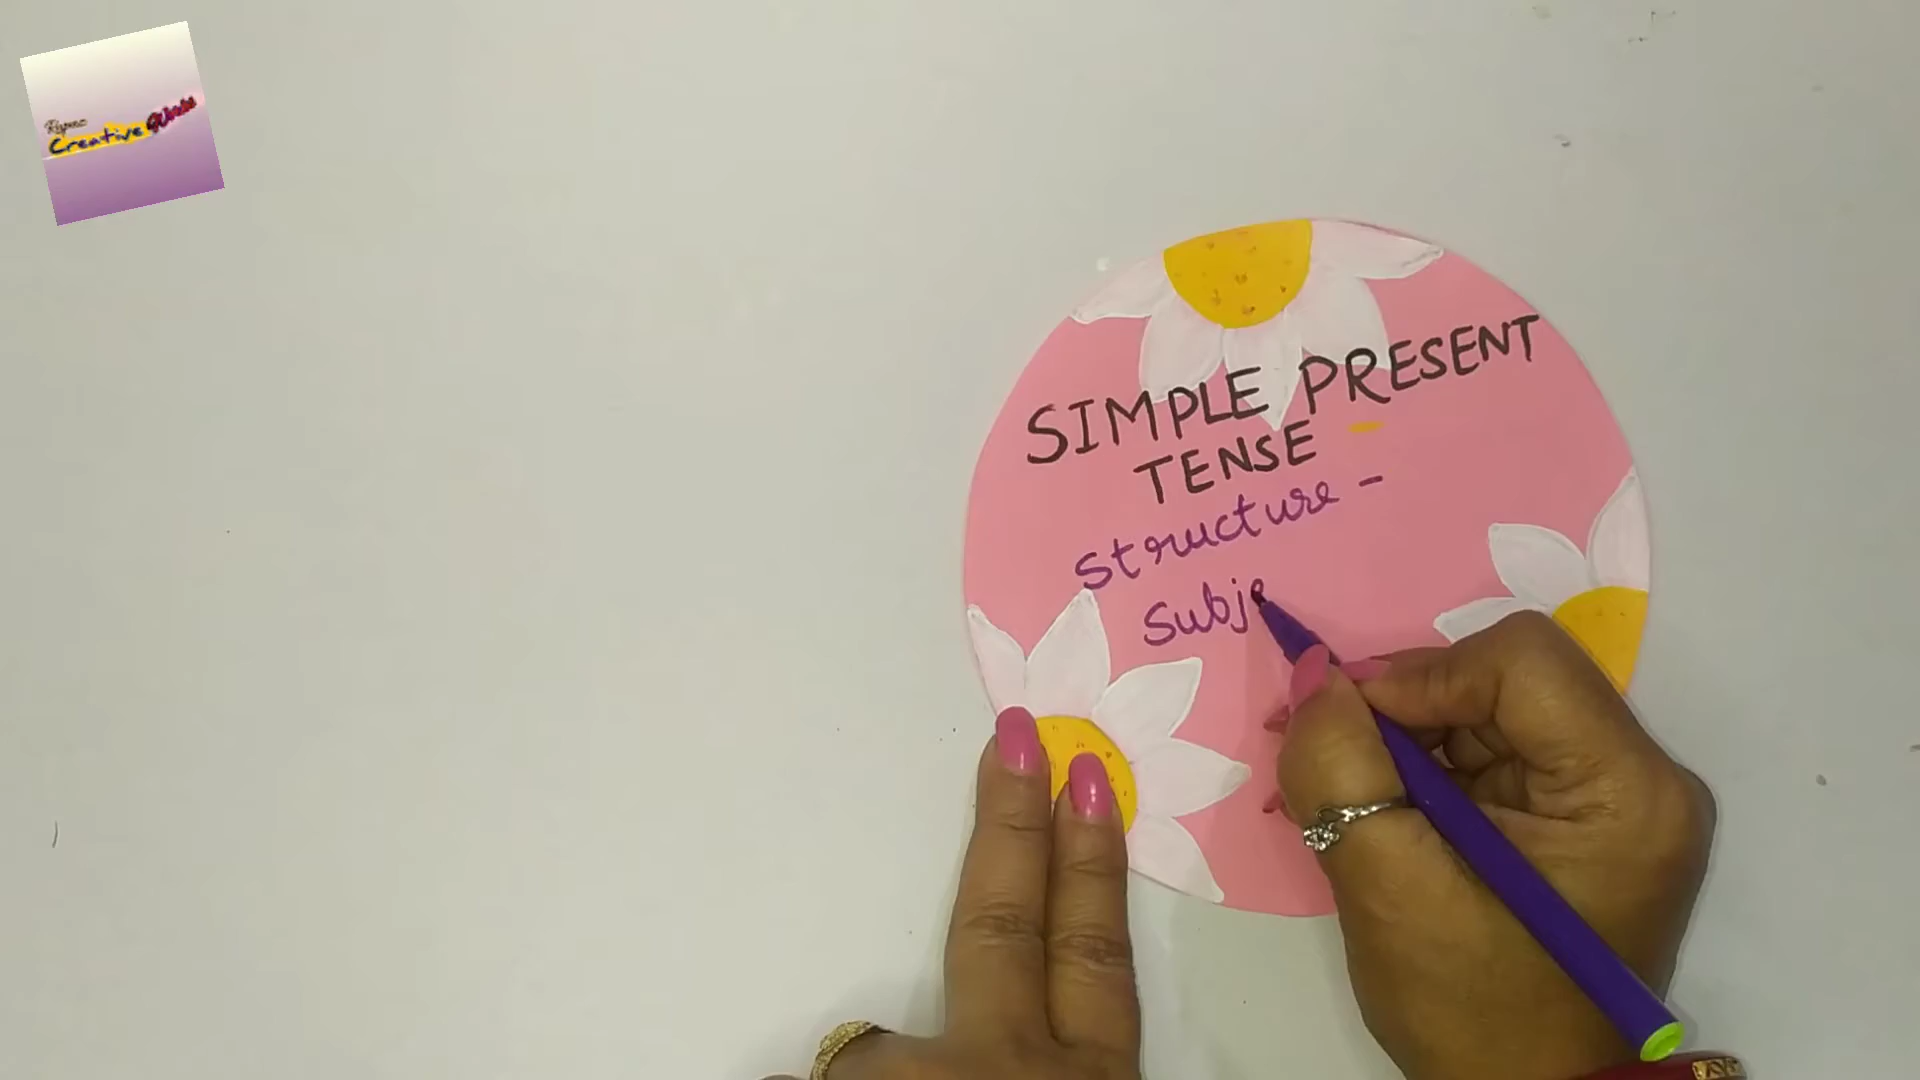 Creative
SIMPLE PRESENT
TENSE
structure -
subje